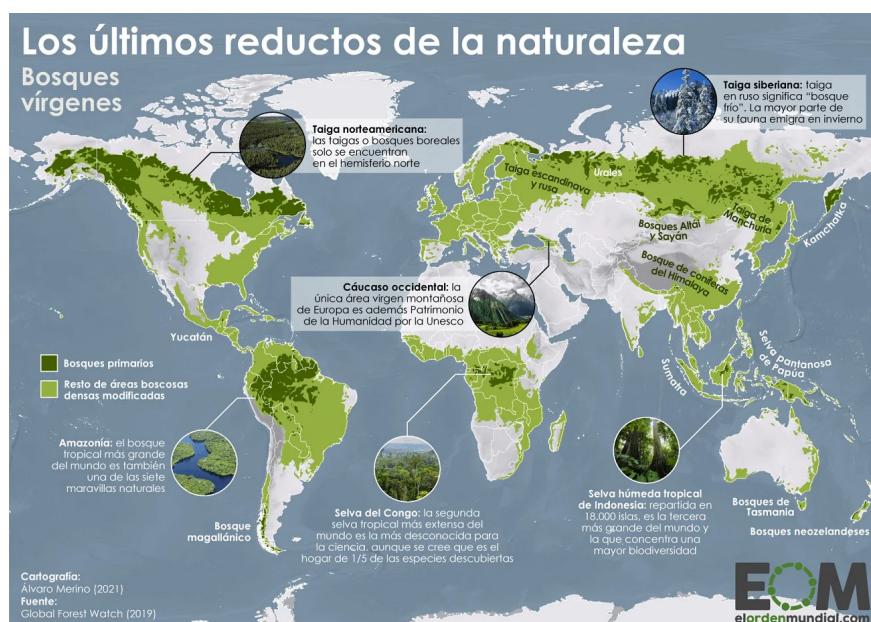 Los últimos reductos de la naturaleza
Bosques
vírgenes
Taiga norteamericana:
las taigas o bosques boreales
solo se encuentran
en el hemisferio norte
Taiga siberiana: taiga
en ruso significa “bosque
frío”. La mayor parte de
su fauna emigra en invierno
Taiga escandinava
y rusa
Urales
Taiga de
Manchuria
Kamchatka
Bosques Altái
y Sayán
Bosque de coníferas
del Himalaya
Cáucaso occidental: la
única área virgen montañosa
de Europa es además Patrimonio
de la Humanidad por la Unesco
Yucatán
Bosques primarios
Resto de áreas boscosas
densas modificadas
Sumatra
Selva pantanosa
de Papúa
Amazonía: el bosque
tropical más grande
del mundo es también
una de las siete
maravillas naturales
Selva del Congo: la segunda
selva tropical más extensa del
mundo es la más desconocida para
la ciencia. aunque se cree que es el
hogar de 1/5 de las especies descubiertas
Selva húmeda tropical
de Indonesia: repartida en
18.000 islas, es la tercera
más grande del mundo y
la que concentra una
mayor biodiversidad
Bosque
magallánico
Bosques de
Tasmania
Bosques neozelandeses
Cartografía:
Álvaro Merino (2021)
Fuente:
Global Forest Watch (2019)
EOM
elordenmundial.com